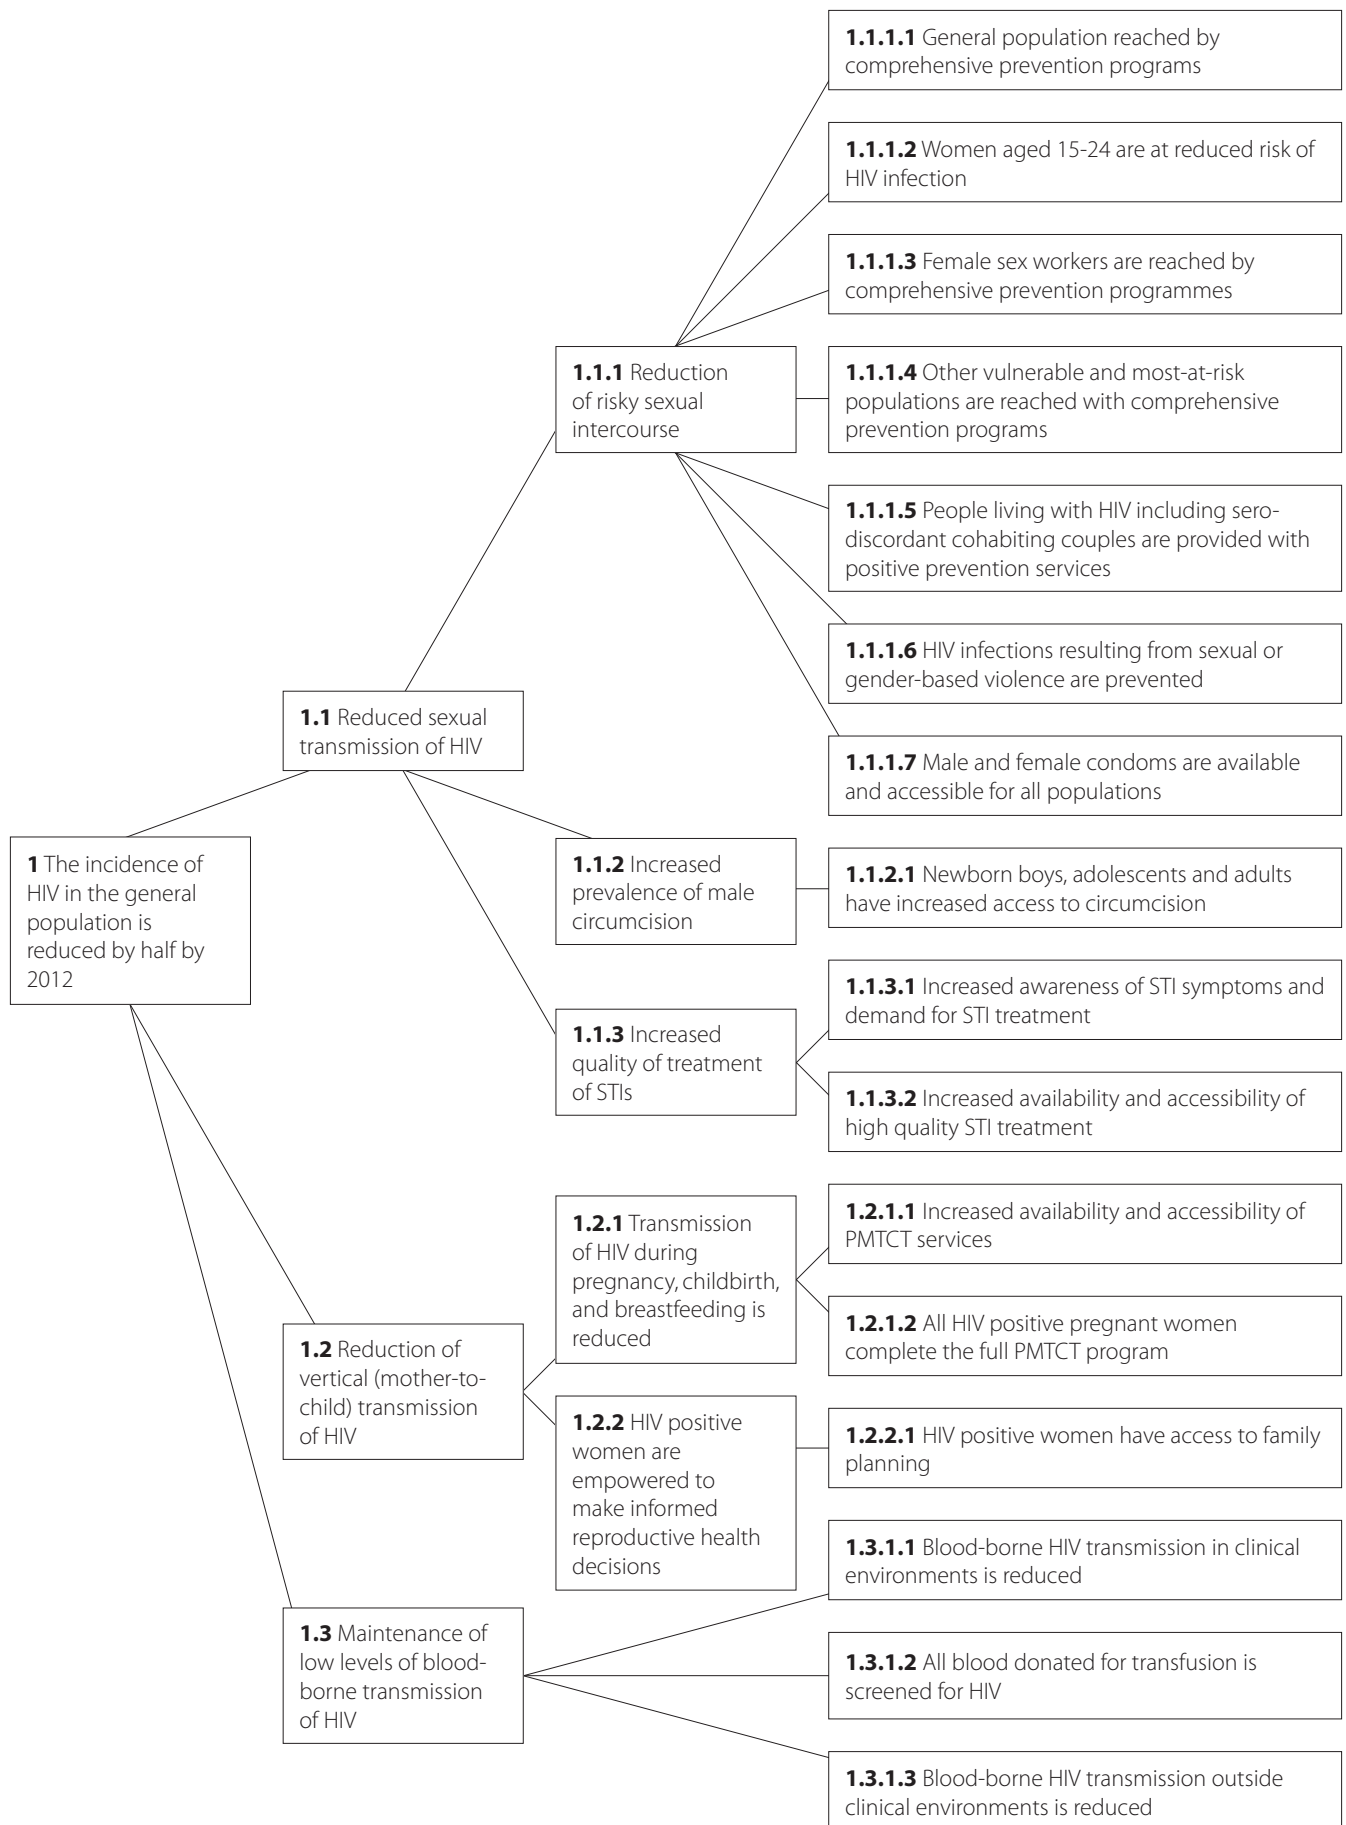 1.1.1.1 General population reached by
comprehensive prevention programs
1.1.1.2 Women aged 15-24 are at reduced risk of
HIV infection
1.1.1.3 Female sex workers are reached by
comprehensive prevention programmes
1.1.1 Reduction
of risky sexual
intercourse
1.1.1.4 Other vulnerable and most-at-risk
populations are reached with comprehensive
prevention programs
1.1.1.5 People living with HIV including sero-
discordant cohabiting couples are provided with
positive prevention services
1.1.1.6 HIV infections resulting from sexual or
gender-based violence are prevented
1.1 Reduced sexual
transmission of HIV
1.1.1.7 Male and female condoms are available
and accessible for all populations
1 The incidence of
HIV in the general
population is
reduced by half by
2012
1.1.2 Increased
prevalence of male
circumcision
1.1.2.1 Newborn boys, adolescents and adults
have increased access to circumcision
1.1.3.1 Increased awareness of STI symptoms and
demand for STI treatment
1.1.3 Increased
quality of treatment
of STIs
1.1.3.2 Increased availability and accessibility of
high quality STI treatment
1.2.1 Transmission
of HIV during
pregnancy, childbirth,
and breastfeeding is
reduced
1.2.1.1 Increased availability and accessibility of
PMTCT services
1.2.1.2 All HIV positive pregnant women
complete the full PMTCT program
1.2 Reduction of
vertical (mother-to-
child) transmission
of HIV
1.2.2 HIV positive
women are
empowered to
make informed
reproductive health
decisions
1.2.2.1 HIV positive women have access to family
planning
1.3.1.1 Blood-borne HIV transmission in clinical
environments is reduced
1.3 Maintenance of
low levels of blood-
borne transmission
of HIV
1.3.1.2 All blood donated for transfusion is
screened for HIV
1.3.1.3 Blood-borne HIV transmission outside
clinical environments is reduced